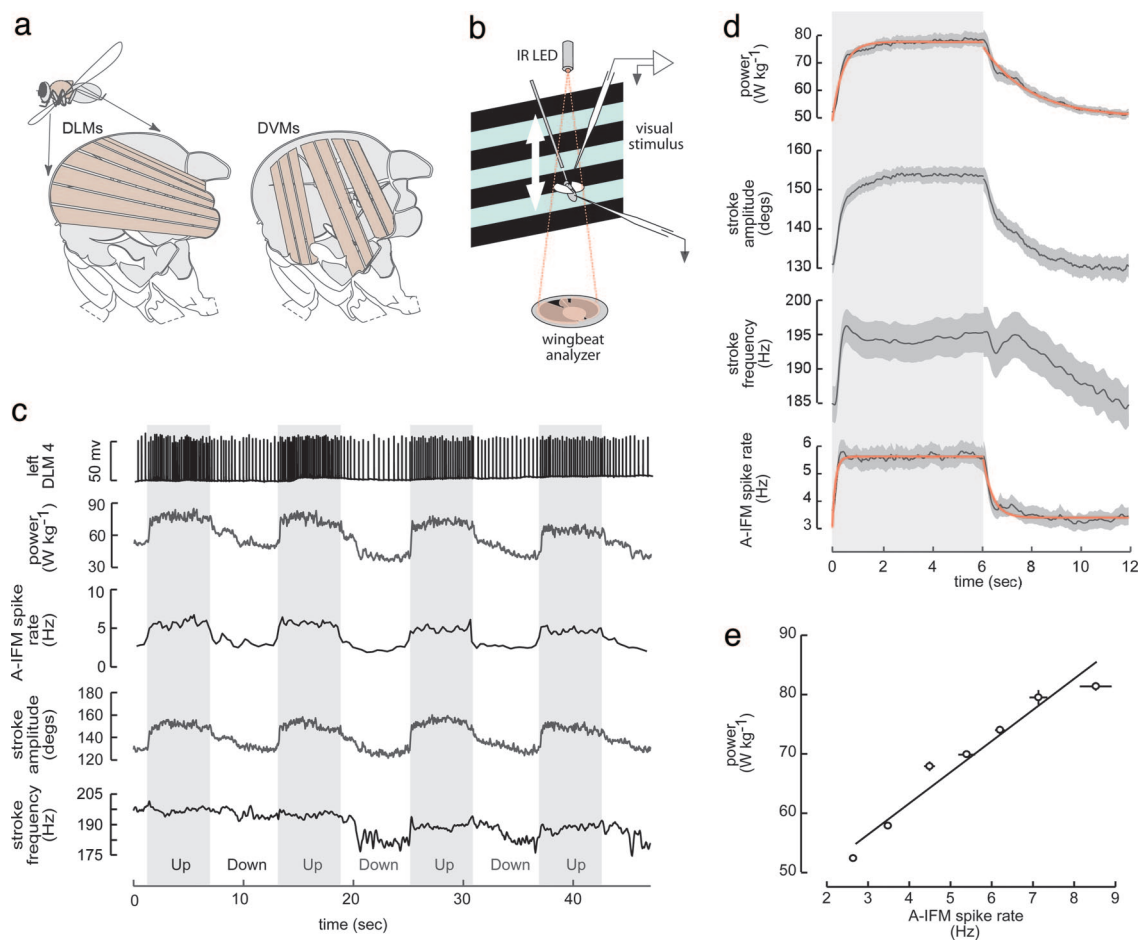 a
DLMs
DVMs
b
IR LED
visual
stimulus
wingbeat
analyzer
c
left
DLM 4
50 mv
power
(W kg-1)
90
60
30
A-IFM spike
rate
(Hz)
10
5
0
stroke
amplitude
(degs)
180
160
140
120
stroke
frequency
(Hz)
205
190
175
Up
Down
Up
Down
Up
Down
Up
0
10
20
30
40
time (sec)
d
power
(W kg-1)
80
70
60
50
stroke
amplitude
(degs)
160
150
140
130
stroke
frequency
(Hz)
200
195
190
185
A-IFM spike rate
(Hz)
6
5
4
3
0
2
4
6
8
10
12
time (sec)
e
power
(W kg-1)
90
80
70
60
50
2
3
4
5
6
7
8
9
A-IFM spike rate
(Hz)